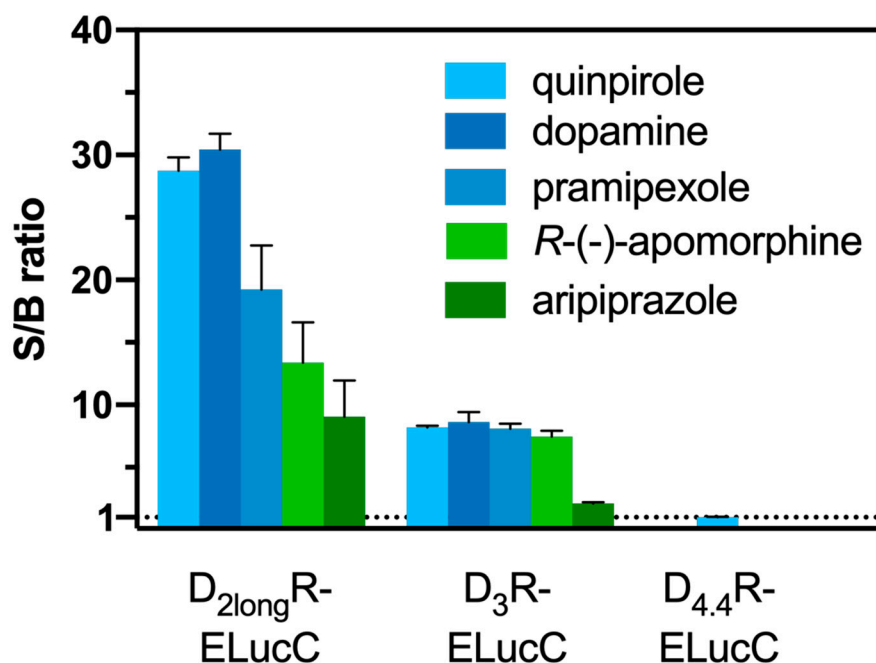 40
30
20
10
1
S/B ratio
quinpirole
dopamine
pramipexole
R-(-)-apomorphine
aripiprazole
D2longR-
ELucC
D3R-
ELucC
D4.4R-
ELucC